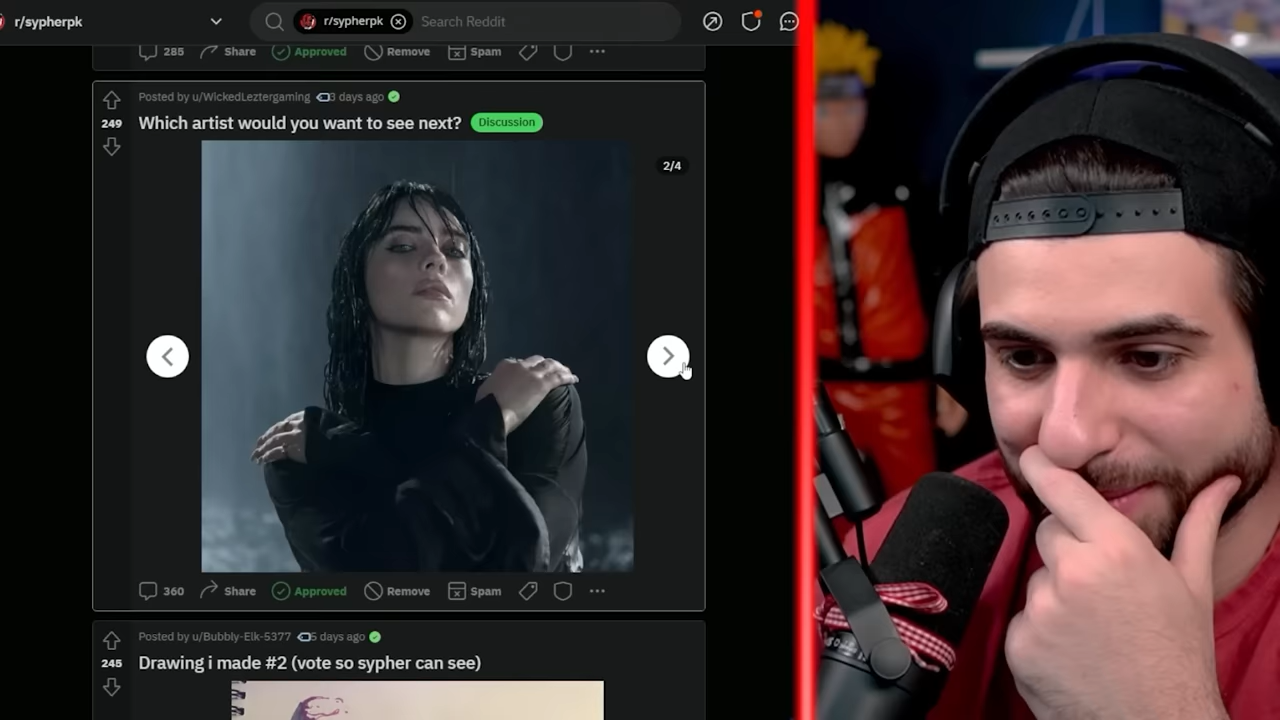 r/sypherpk
r/sypherpk Search Reddit
285 Share Approved Remove Spam
Posted by u/WickedLeztergaming 3 days ago
249
Which artist would you want to see next? Discussion
2/4
360 Share Approved Remove Spam
Posted by u/Bubbly-Elk-5377 5 days ago
245
Drawing i made #2 (vote so sypher can see)